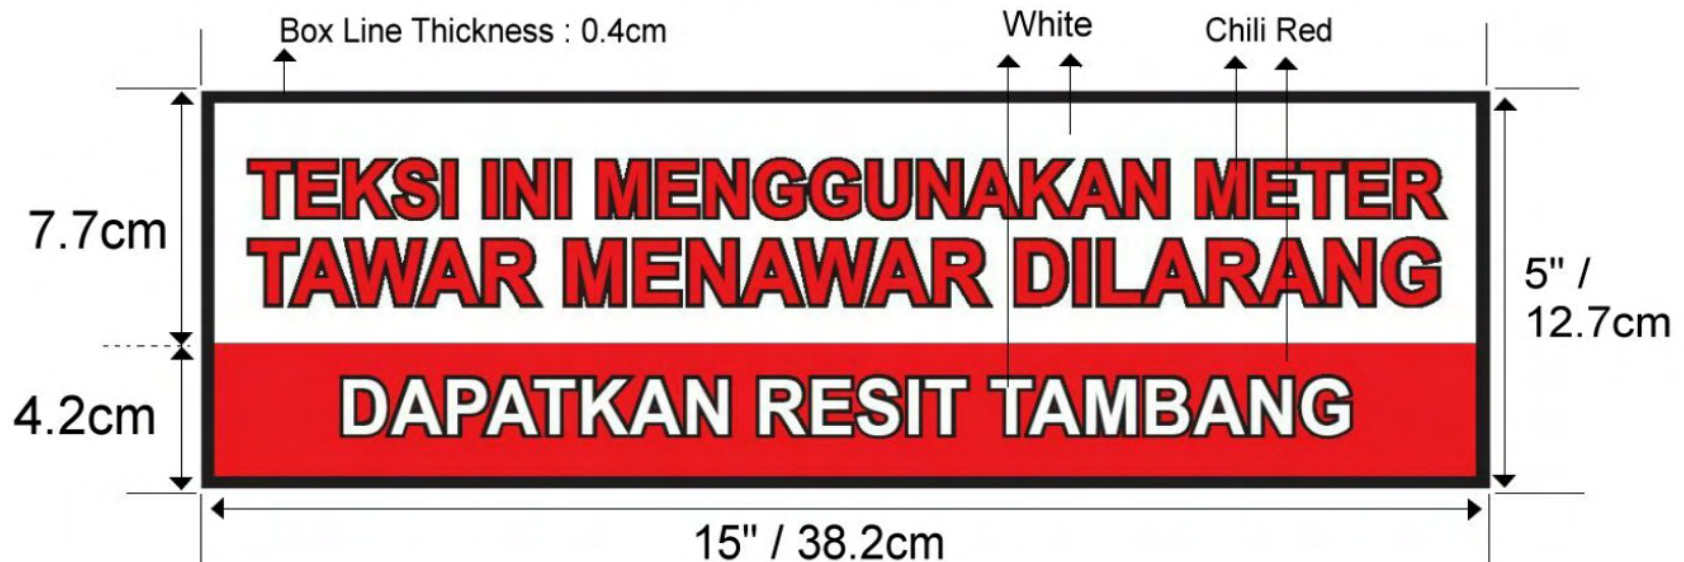 Box Line Thickness : 0.4cm
White
Chili Red
7.7cm
TEKSI INI MENGGUNAKAN METER
TAWAR MENAWAR DILARANG
5" /
12.7cm
4.2cm
DAPATKAN RESIT TAMBANG
15" / 38.2cm